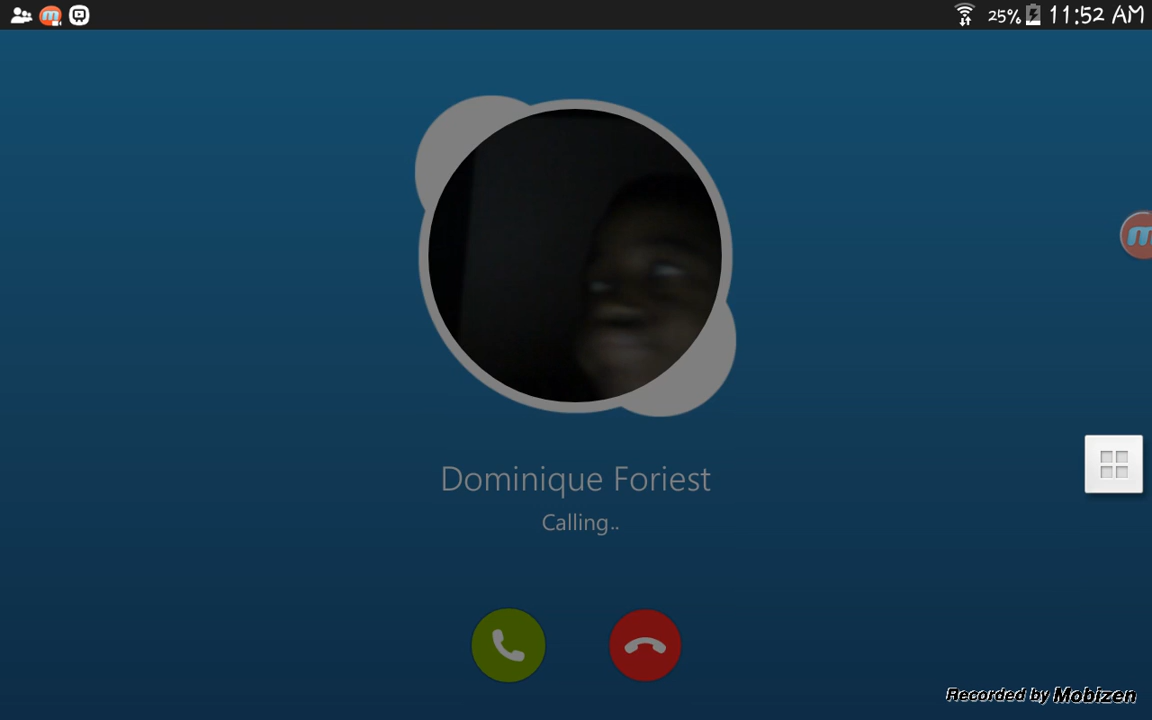 25% 11:52 AM
Dominique Foriest
Calling..
Recorded by Mobizen